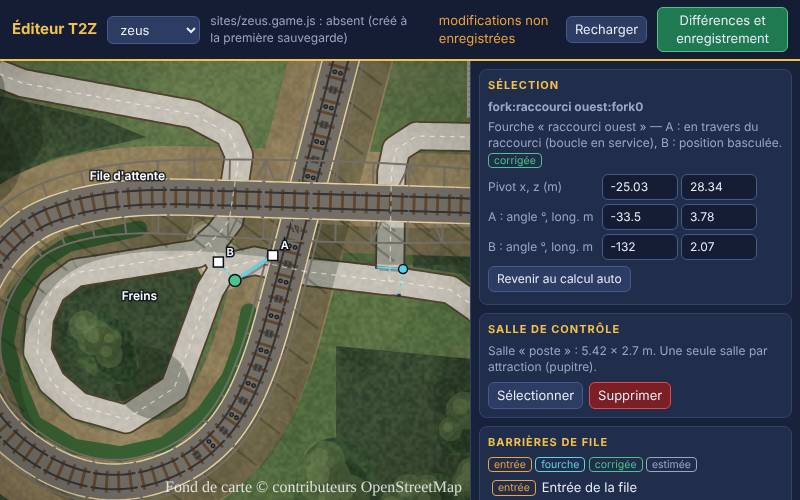 Éditeur T2Z
zeus
sites/zeus.game.js : absent (créé à
la première sauvegarde)
modifications non
enregistrées
Recharger
Différences et
enregistrement
File d'attente
B
A
Freins
Fond de carte © contributeurs OpenStreetMap
SÉLECTION
fork:raccourci ouest:fork0
Fourche « raccourci ouest » — A : en travers du
raccourci (boucle en service), B : position basculée.
corrigée
Pivot x, z (m) -25.03 28.34
A : angle °, long. m -33.5 3.78
B : angle °, long. m -132 2.07
Revenir au calcul auto
SALLE DE CONTRÔLE
Salle « poste » : 5.42 × 2.7 m. Une seule salle par
attraction (pupitre).
Sélectionner Supprimer
BARRIÈRES DE FILE
entrée fourche corrigée estimée
entrée Entrée de la file